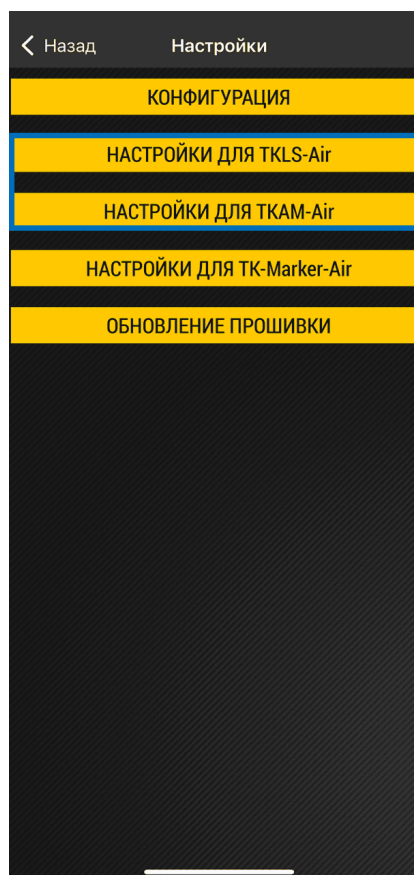 Назад
Настройки
КОНФИГУРАЦИЯ
НАСТРОЙКИ ДЛЯ TKLS-Air
НАСТРОЙКИ ДЛЯ TKAM-Air
НАСТРОЙКИ ДЛЯ TK-Marker-Air
ОБНОВЛЕНИЕ ПРОШИВКИ